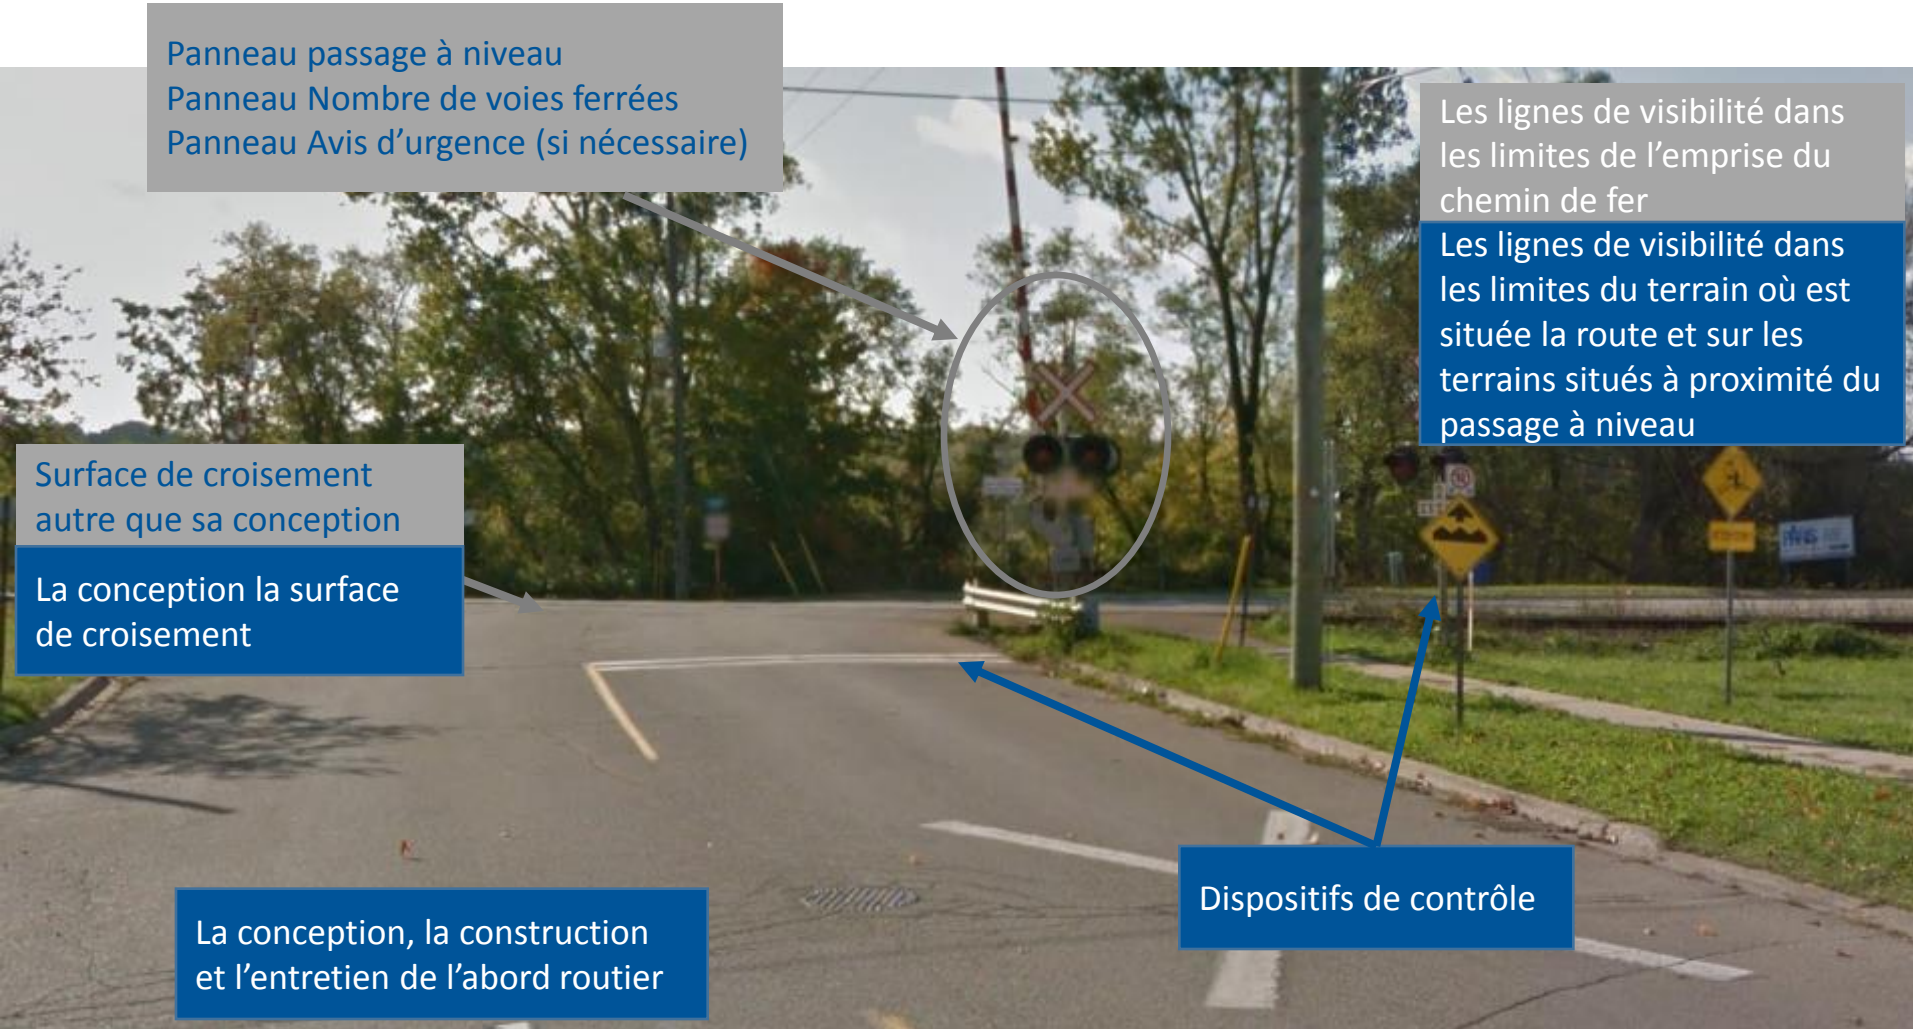 Panneau passage à niveau
Panneau Nombre de voies ferrées
Panneau Avis d'urgence (si nécessaire)
Les lignes de visibilité dans
les limites de l'emprise du
chemin de fer
Les lignes de visibilité dans
les limites du terrain où est
située la route et sur les
terrains situés à proximité du
passage à niveau
Surface de croisement
autre que sa conception
La conception la surface
de croisement
Dispositifs de contrôle
La conception, la construction
et l'entretien de l'abord routier